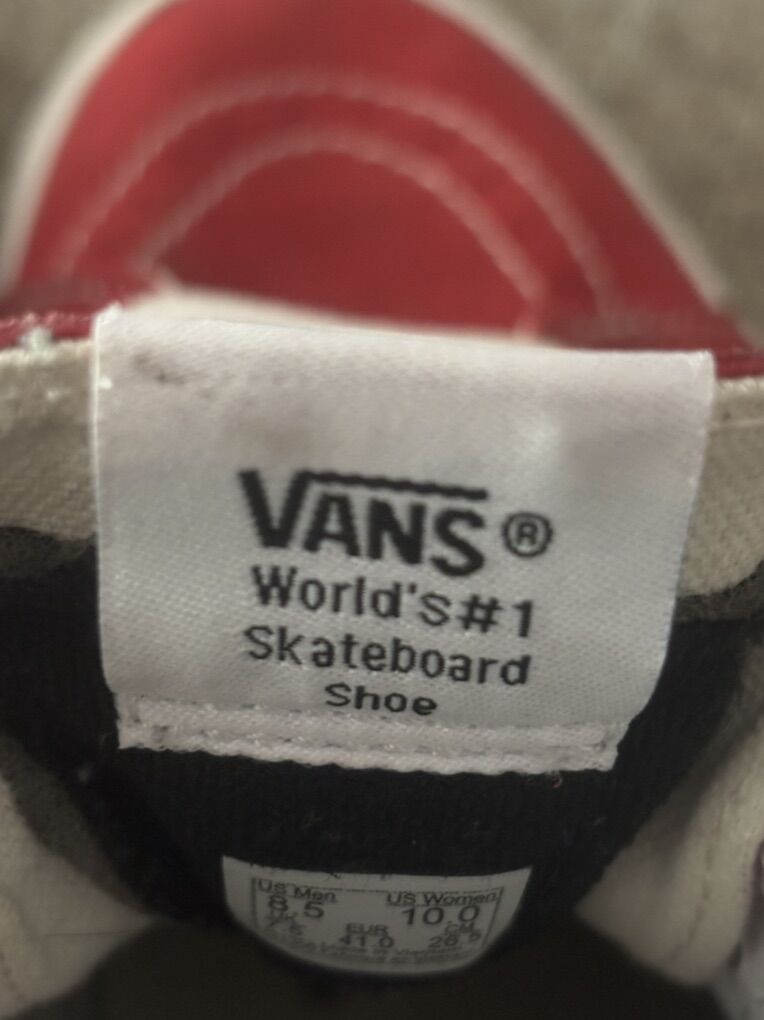 VANS®
World's #1
Skateboard
Shoe
US Men US Women
8.5 10.0
EUR CM
41.0 26.5